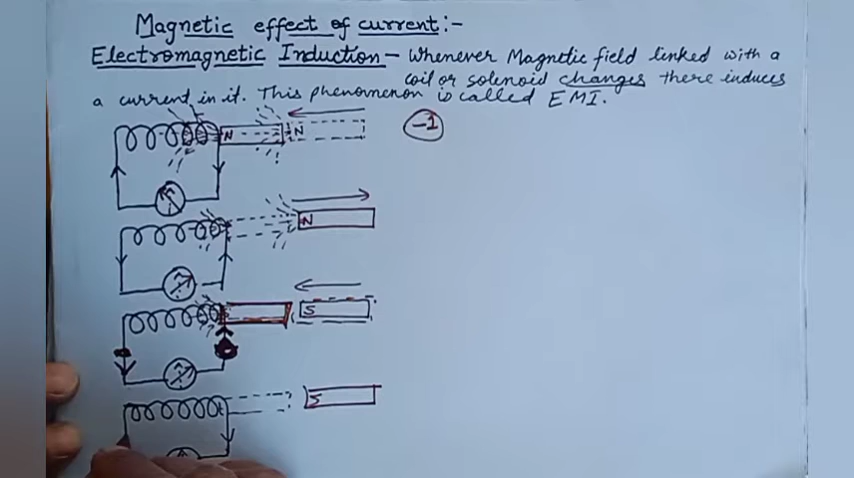 Magnetic effect of current:-
Electromagnetic Induction- Whenever Magnetic field linked with a
coil or solenoid changes there induces
a current in it. This phenomenon is called EMI.
N N -1
N
S
S